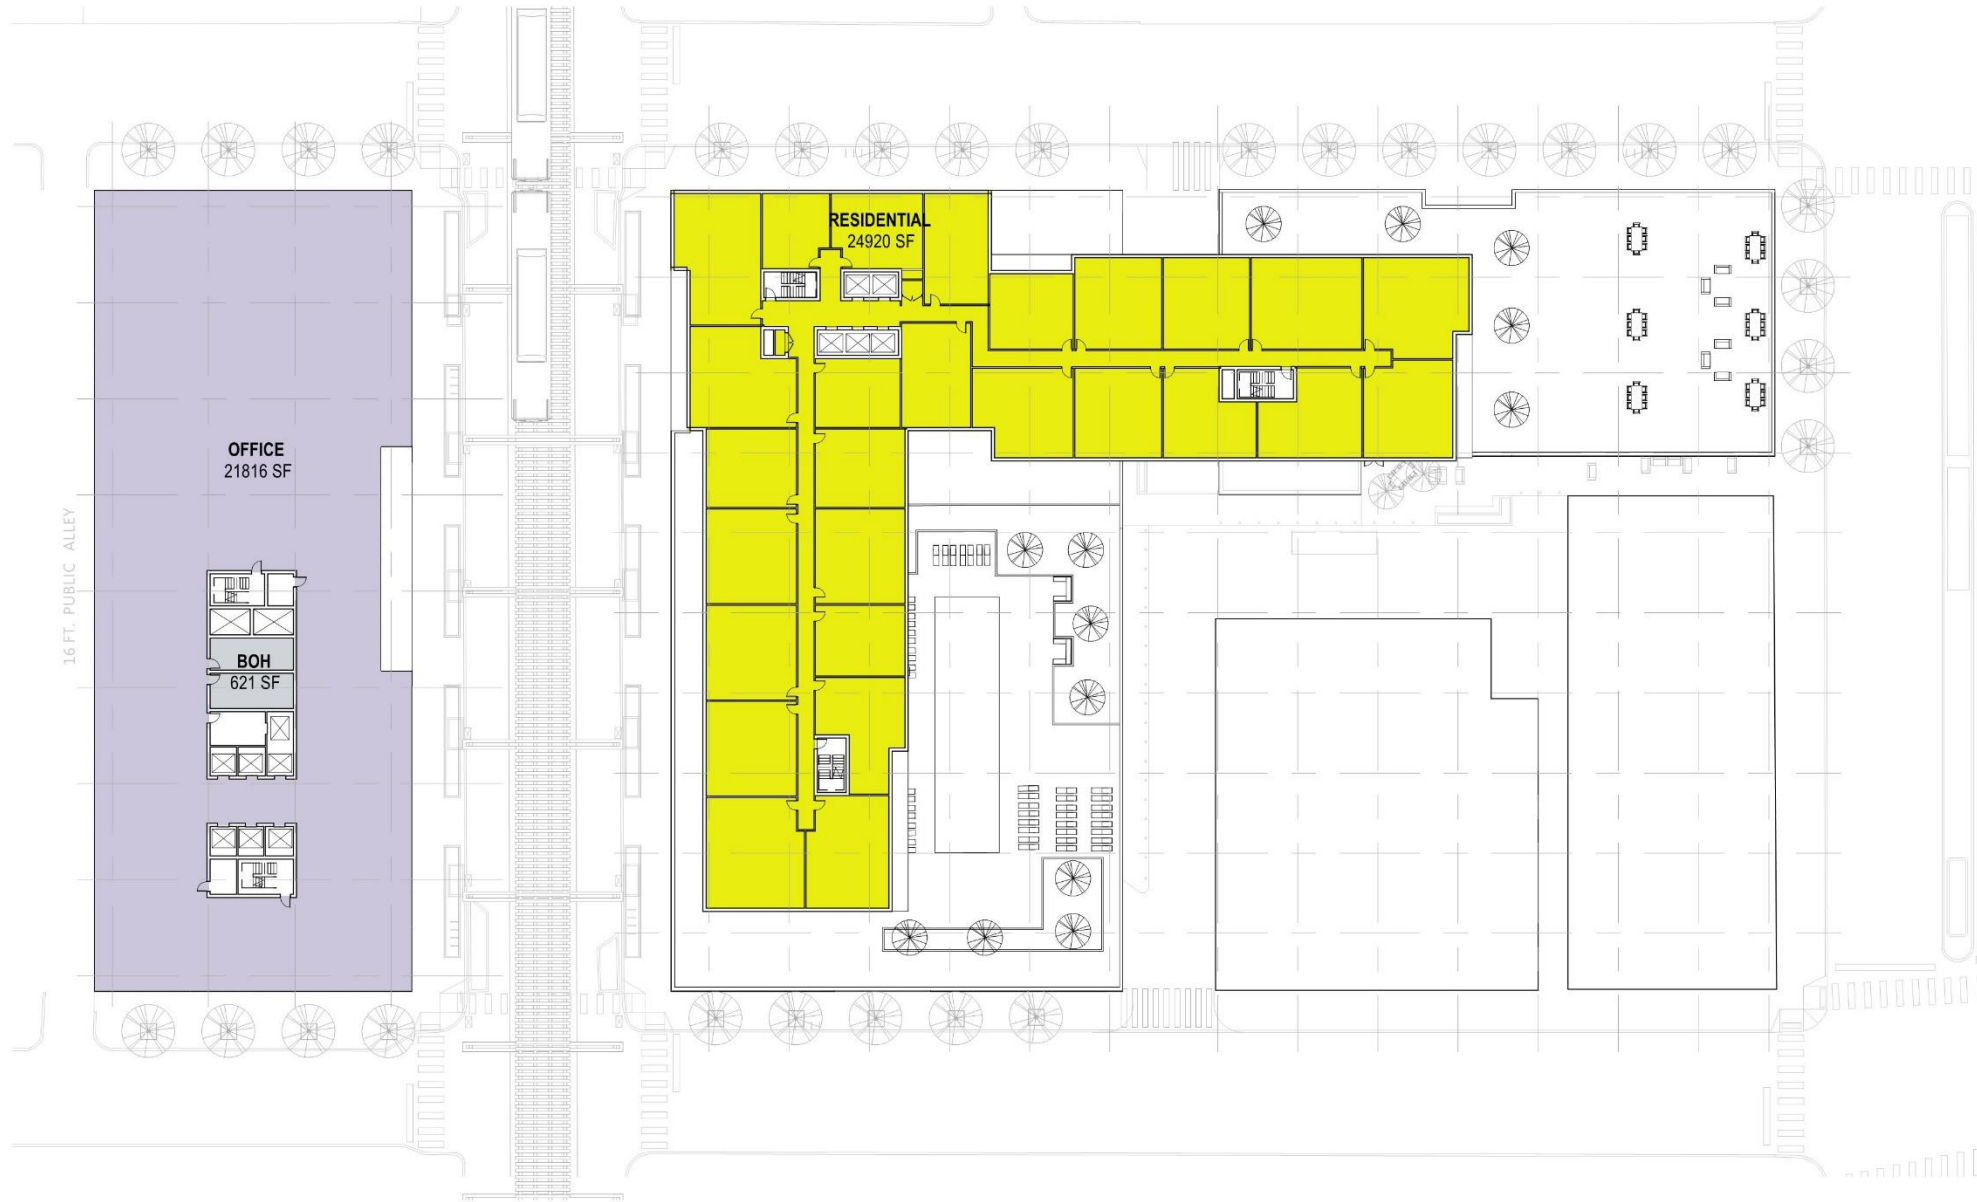 RESIDENTIAL
24920 SF
OFFICE
21816 SF
16 FT. PUBLIC ALLEY
BOH
621 SF